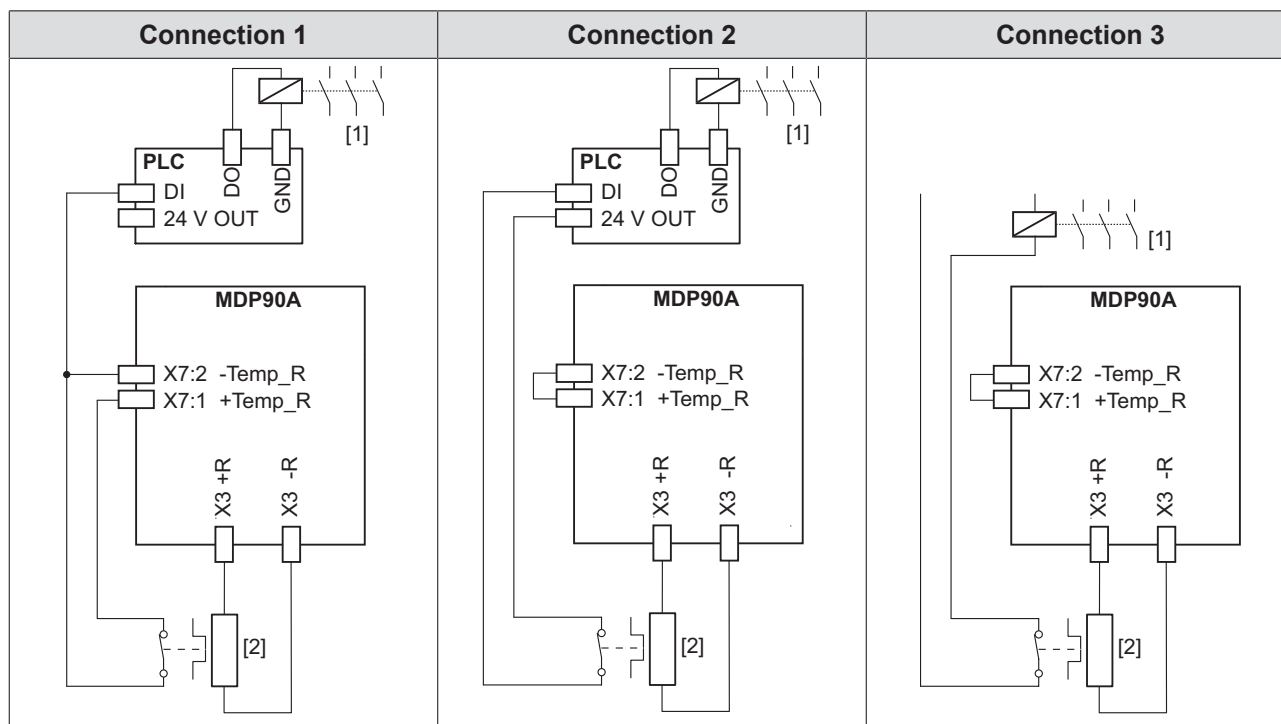 Connection 1
Connection 2
Connection 3
[1]
PLC
DO
GND
DI
24 V OUT
MDP90A
X7:2 -Temp_R
X7:1 +Temp_R
X3 +R
X3 -R
[2]
[1]
PLC
DO
GND
DI
24 V OUT
MDP90A
X7:2 -Temp_R
X7:1 +Temp_R
X3 +R
X3 -R
[2]
[1]
MDP90A
X7:2 -Temp_R
X7:1 +Temp_R
X3 +R
X3 -R
[2]